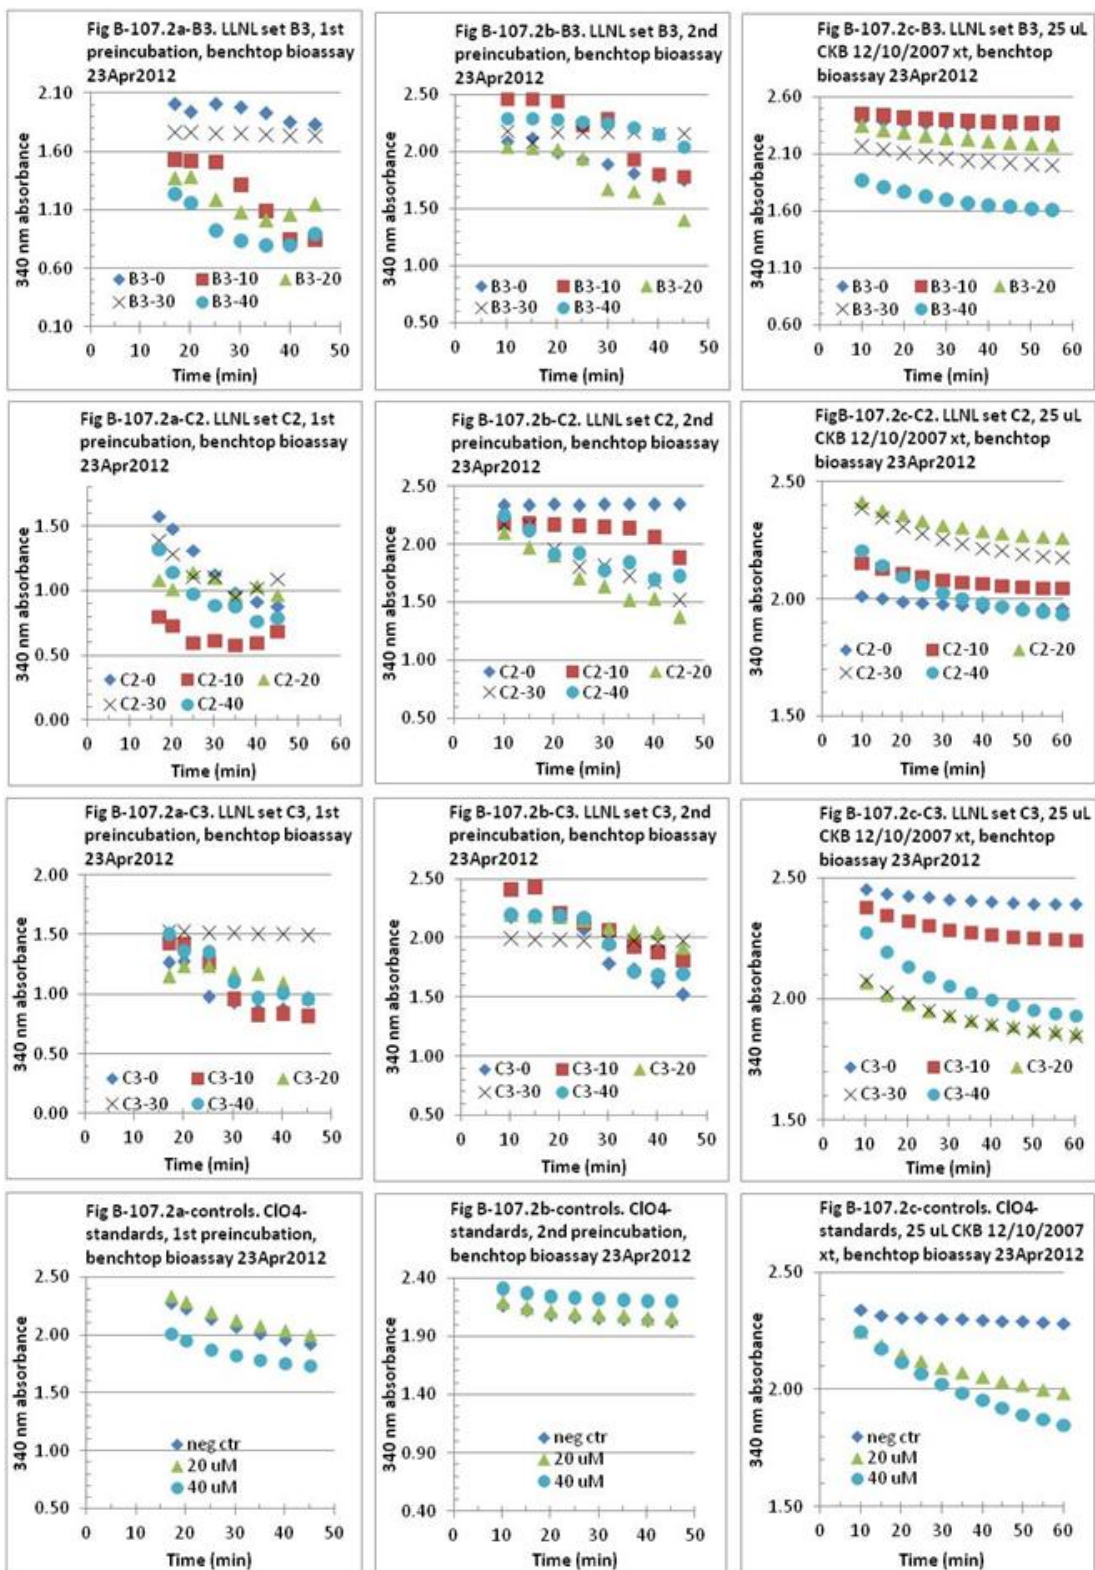 Fig B-107.2a-B3. LLNL set B3, 1st
preincubation, benchtop bioassay
23Apr2012
340 nm absorbance
2.10
1.60
1.10
0.60
0.10
B3-0 B3-10 B3-20
B3-30 B3-40
0 10 20 30 40 50
Time (min)
Fig B-107.2b-B3. LLNL set B3, 2nd
preincubation, benchtop bioassay
23Apr2012
340 nm absorbance
2.50
2.00
1.50
1.00
0.50
B3-0 B3-10 B3-20
B3-30 B3-40
0 10 20 30 40 50
Time (min)
Fig B-107.2c-B3. LLNL set B3, 25 uL
CKB 12/10/2007 xt, benchtop
bioassay 23Apr2012
340 nm absorbance
2.60
2.10
1.60
1.10
0.60
B3-0 B3-10 B3-20
B3-30 B3-40
0 10 20 30 40 50 60
Time (min)
Fig B-107.2a-C2. LLNL set C2, 1st
preincubation, benchtop bioassay
23Apr2012
340 nm absorbance
1.50
1.00
0.50
0.00
C2-0 C2-10 C2-20
C2-30 C2-40
0 10 20 30 40 50 60
Time (min)
Fig B-107.2b-C2. LLNL set C2, 2nd
preincubation, benchtop bioassay
23Apr2012
340 nm absorbance
2.50
2.00
1.50
1.00
0.50
C2-0 C2-10 C2-20
C2-30 C2-40
0 10 20 30 40 50
Time (min)
FigB-107.2c-C2. LLNL set C2, 25 uL
CKB 12/10/2007 xt, benchtop
bioassay 23Apr2012
340 nm absorbance
2.50
2.00
1.50
C2-0 C2-10 C2-20
C2-30 C2-40
0 10 20 30 40 50 60
Time (min)
Fig B-107.2a-C3. LLNL set C3, 1st
preincubation, benchtop bioassay
23Apr2012
340 nm absorbance
2.00
1.50
1.00
0.50
0.00
C3-0 C3-10 C3-20
C3-30 C3-40
0 10 20 30 40 50
Time (min)
Fig B-107.2b-C3. LLNL set C3, 2nd
preincubation, benchtop bioassay
23Apr2012
340 nm absorbance
2.50
2.00
1.50
1.00
0.50
C3-0 C3-10 C3-20
C3-30 C3-40
0 10 20 30 40 50
Time (min)
Fig B-107.2c-C3. LLNL set C3, 25 uL
CKB 12/10/2007 xt, benchtop
bioassay 23Apr2012
340 nm absorbance
2.50
2.00
1.50
C3-0 C3-10 C3-20
C3-30 C3-40
0 10 20 30 40 50 60
Time (min)
Fig B-107.2a-controls. ClO4-
standards, 1st preincubation,
benchtop bioassay 23Apr2012
340 nm absorbance
2.50
2.00
1.50
1.00
0.50
neg ctr
20 uM
40 uM
0 10 20 30 40 50
Time (min)
Fig B-107.2b-controls. ClO4-
standards, 2nd preincubation,
benchtop bioassay 23Apr2012
340 nm absorbance
2.40
1.90
1.40
0.90
0.40
neg ctr
20 uM
40 uM
0 10 20 30 40 50
Time (min)
Fig B-107.2c-controls. ClO4-
standards, 25 uL CKB 12/10/2007
xt, benchtop bioassay 23Apr2012
340 nm absorbance
2.50
2.00
1.50
neg ctr
20 uM
40 uM
0 10 20 30 40 50 60
Time (min)